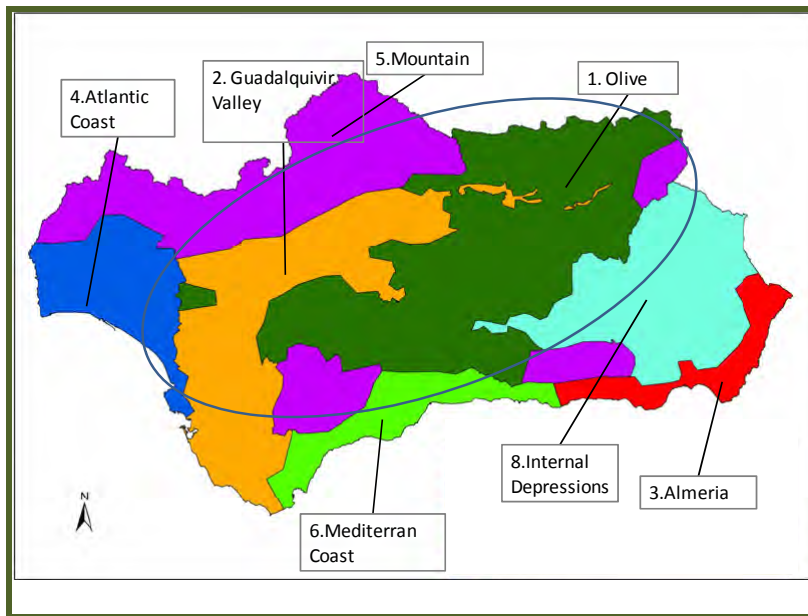 5.Mountain
2. Guadalquivir
Valley
1. Olive
4.Atlantic
Coast
8.Internal
Depressions
3.Almeria
6.Mediterran
Coast
N